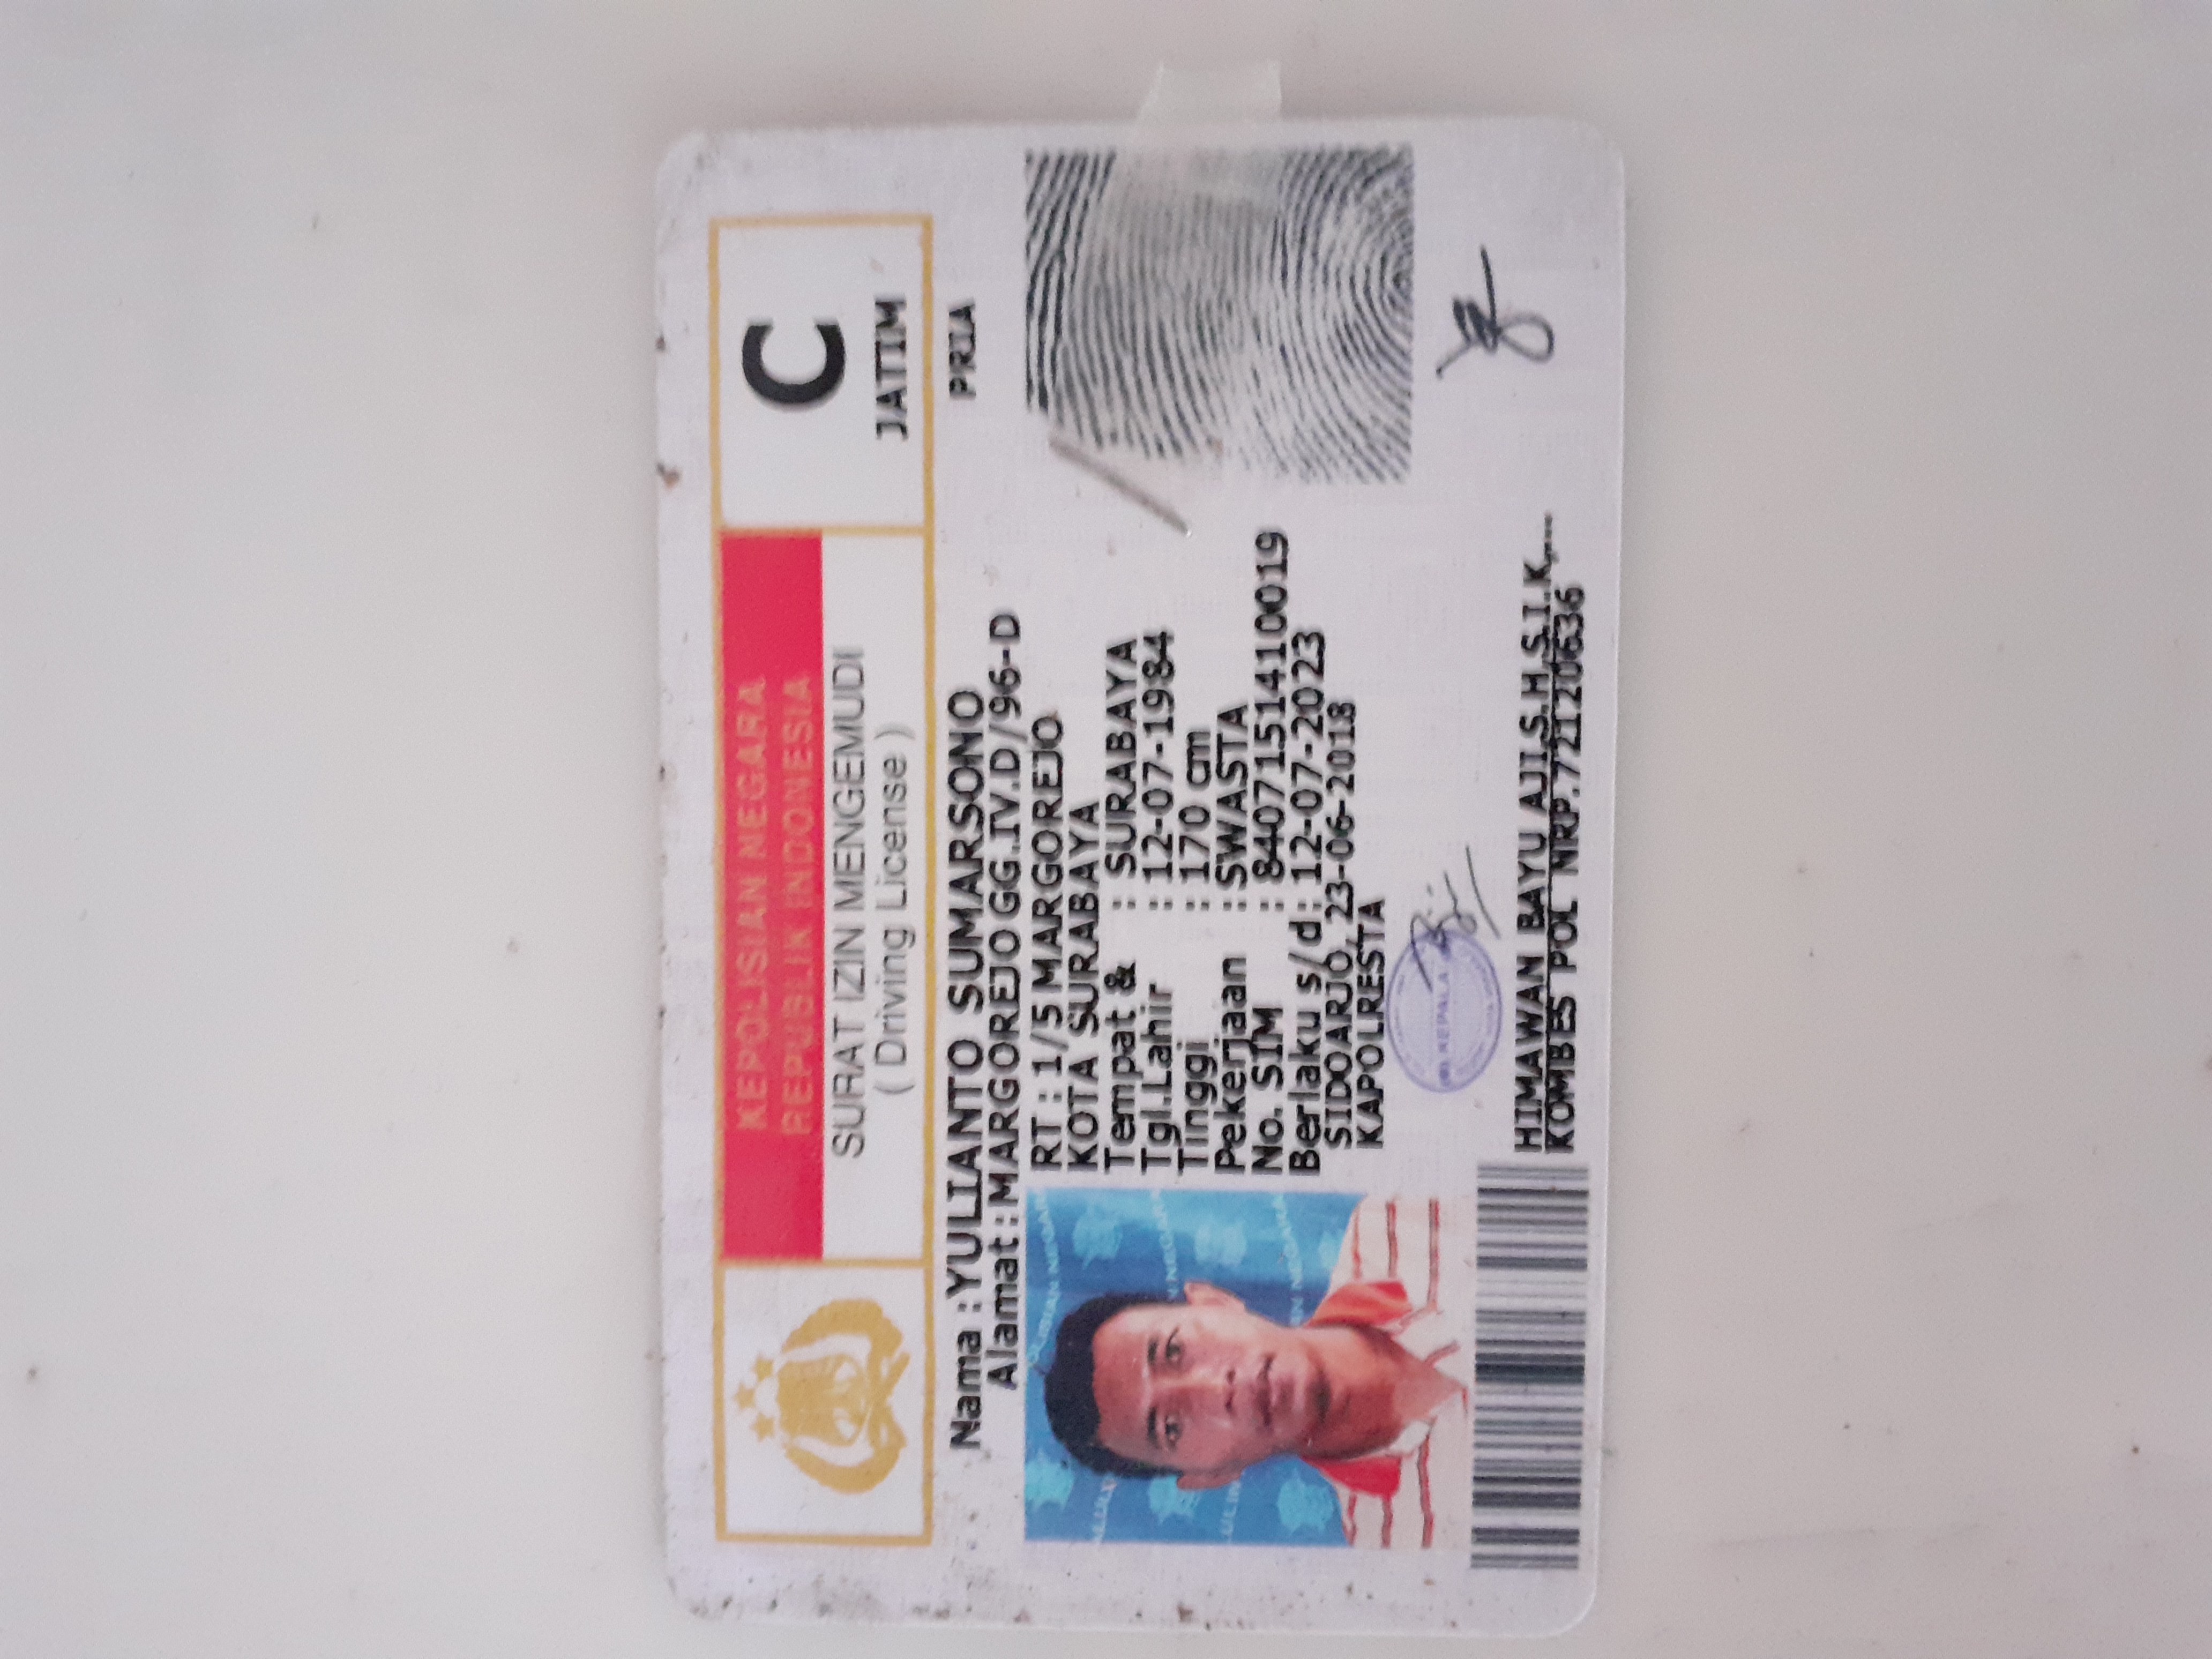 KEPOLISIAN NEGARA
REPUBLIK INDONESIA
SURAT IZIN MENGEMUDI
( Driving License )
C
JATIM
Nama :YULIANTO SUMARSONO
PRIA
Alamat:MARGOREJO GG.IV.D/96-D
RT : 1/5 MARGOREJO
KOTA SURABAYA
Tempat & : SURABAYA
Tgl.Lahir : 12-07-1984
Tinggi : 170 cm
Pekerjaan : SWASTA
No. SIM : 8407151410019
Berlaku s/d : 12-07-2023
SIDOARJO, 23-06-2018
KAPOLRESTA
KEPALA
HIMAWAN BAYU AJI,S.H,S.I.K,...
KOMBES POL NRP.72120636